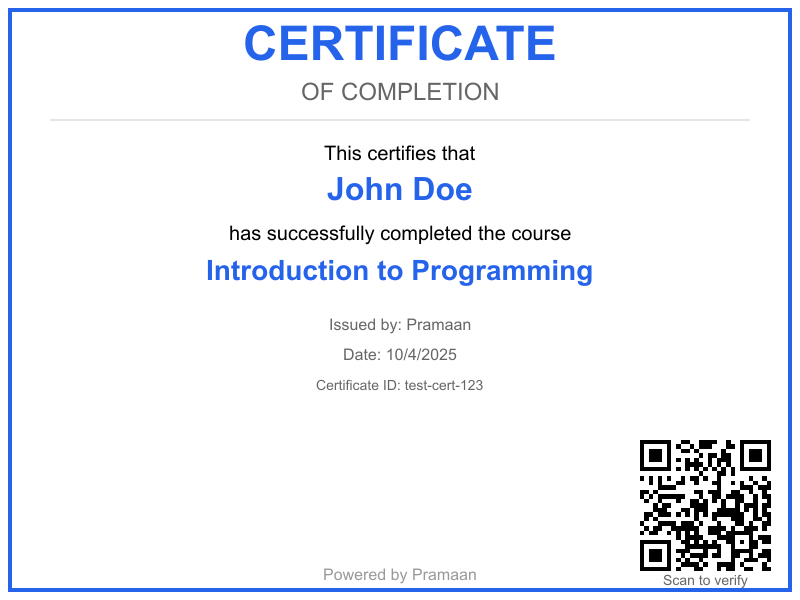 CERTIFICATE
OF COMPLETION
This certifies that
John Doe
has successfully completed the course
Introduction to Programming
Issued by: Pramaan
Date: 10/4/2025
Certificate ID: test-cert-123
Scan to verify
Powered by Pramaan